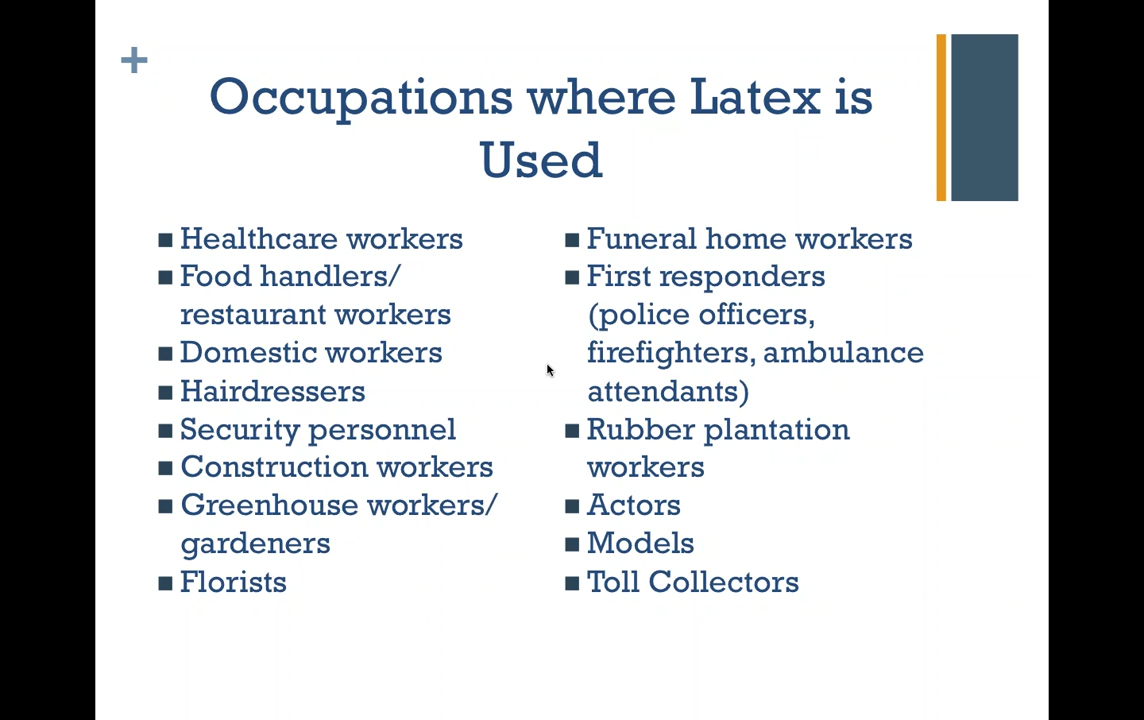 +
Occupations where Latex is
Used
■ Healthcare workers
■ Food handlers/
restaurant workers
■ Domestic workers
■ Hairdressers
■ Security personnel
■ Construction workers
■ Greenhouse workers/
gardeners
■ Florists
■ Funeral home workers
■ First responders
(police officers,
firefighters, ambulance
attendants)
■ Rubber plantation
workers
■ Actors
■ Models
■ Toll Collectors